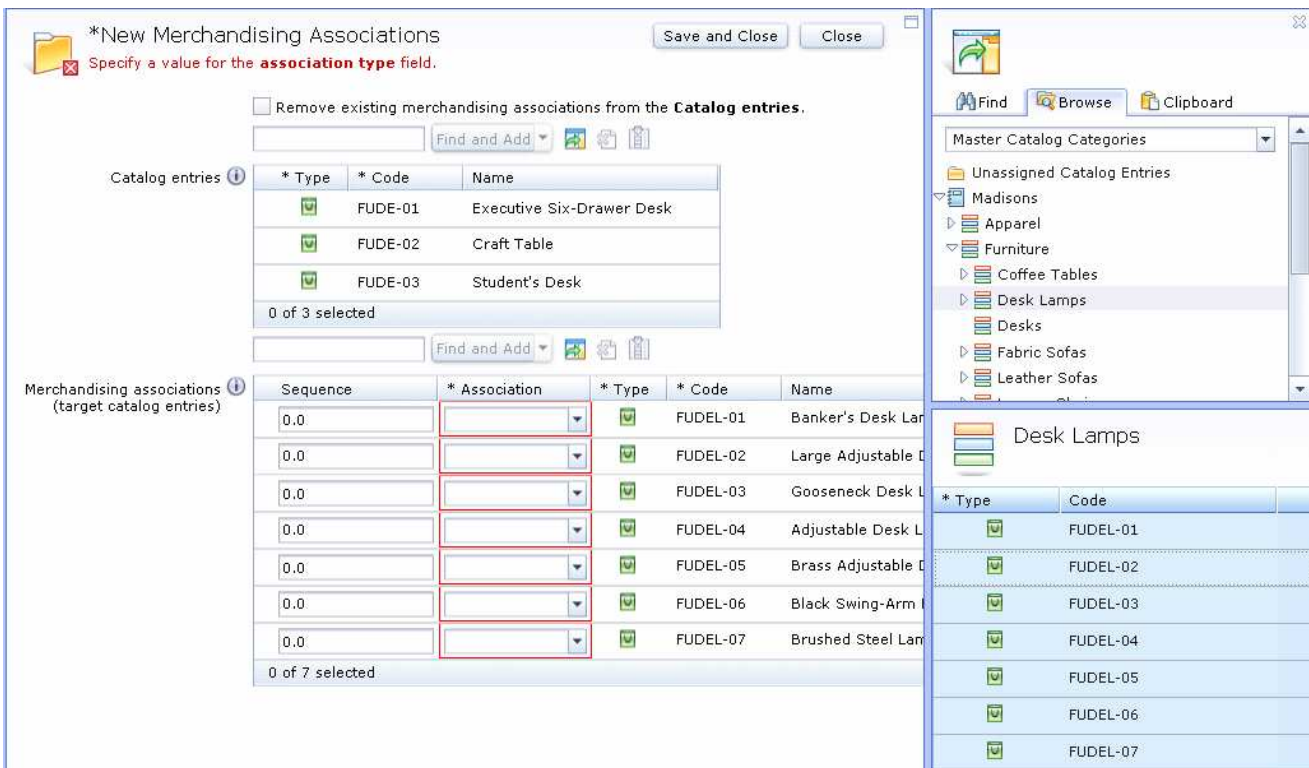 *New Merchandising Associations
Save and Close
Close
Specify a value for the association type field.
Remove existing merchandising associations from the Catalog entries.
Find and Add
Catalog entries
* Type * Code Name
FUDE-01 Executive Six-Drawer Desk
FUDE-02 Craft Table
FUDE-03 Student's Desk
0 of 3 selected
Find and Add
Merchandising associations
(target catalog entries)
Sequence * Association * Type * Code Name
0.0 FUDEL-01 Banker's Desk Lam
0.0 FUDEL-02 Large Adjustable D
0.0 FUDEL-03 Gooseneck Desk L
0.0 FUDEL-04 Adjustable Desk L
0.0 FUDEL-05 Brass Adjustable D
0.0 FUDEL-06 Black Swing-Arm
0.0 FUDEL-07 Brushed Steel Lam
0 of 7 selected
Find Browse Clipboard
Master Catalog Categories
Unassigned Catalog Entries
Madisons
Apparel
Furniture
Coffee Tables
Desk Lamps
Desks
Fabric Sofas
Leather Sofas
Desk Lamps
* Type Code
FUDEL-01
FUDEL-02
FUDEL-03
FUDEL-04
FUDEL-05
FUDEL-06
FUDEL-07